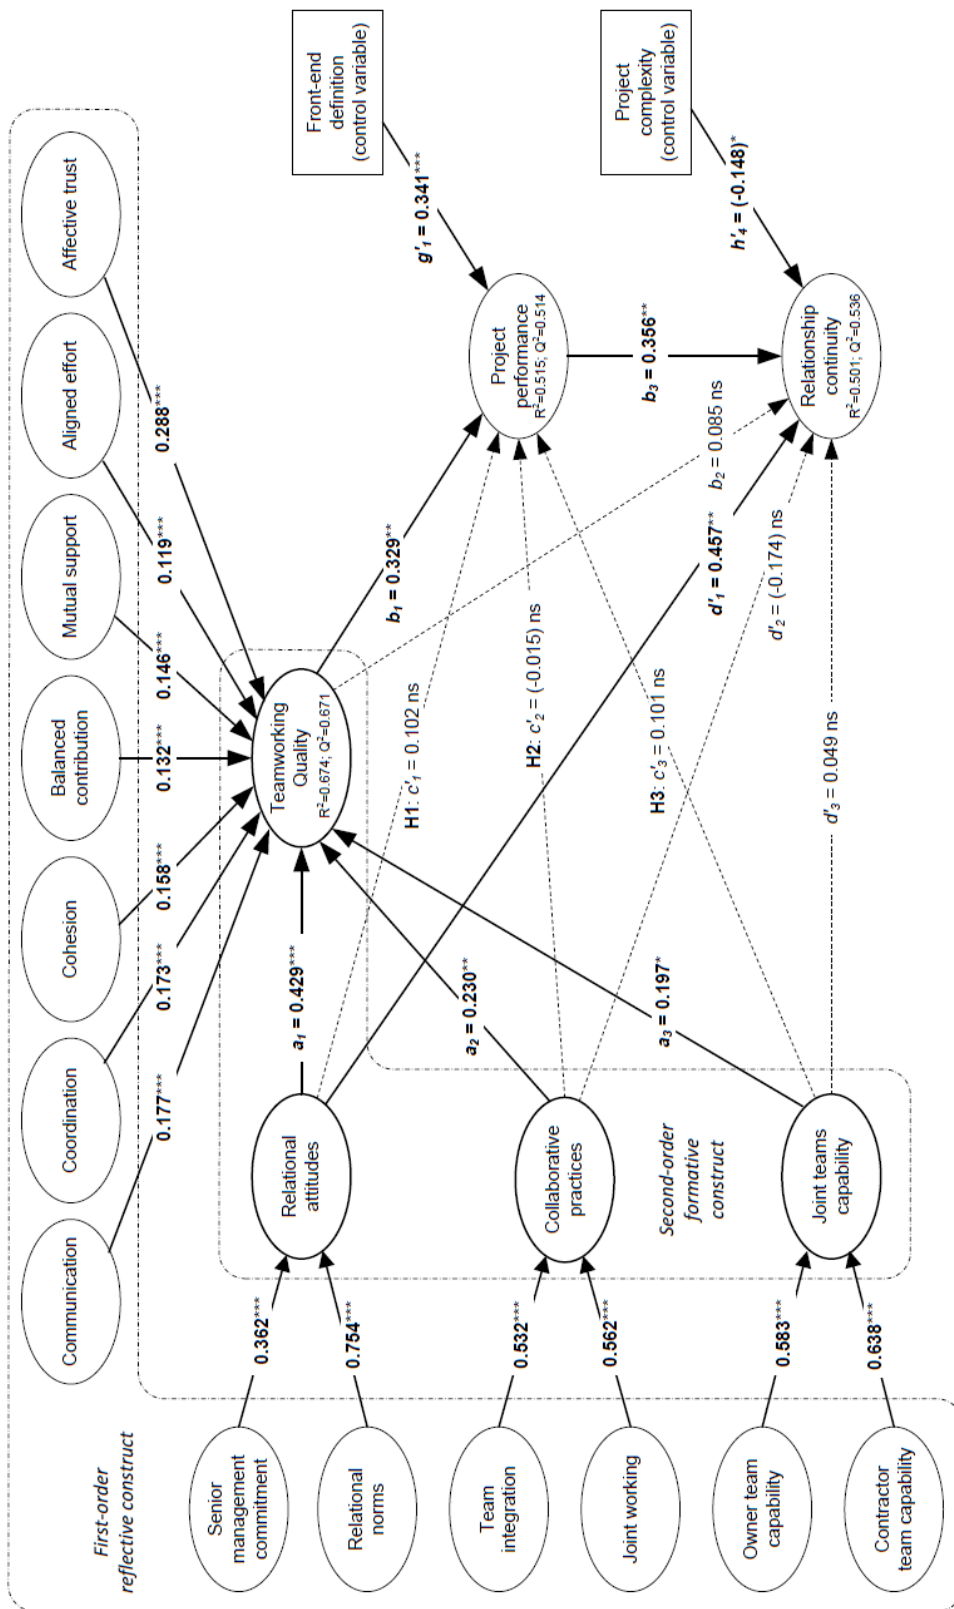 First-order
reflective construct
Communication
Coordination
Cohesion
Balanced
contribution
Mutual support
Aligned effort
Affective trust
0.177***
0.173***
0.158***
0.132***
0.146***
0.119***
0.288***
Senior
management
commitment
Relational
norms
Team
integration
Joint working
Owner team
capability
Contractor
team capability
0.362***
0.754***
0.532***
0.562***
0.583***
0.638***
Relational
attitudes
Collaborative
practices
Second-order
formative
construct
Joint teams
capability
a₁ = 0.429***
a₂ = 0.230**
a₃ = 0.197*
Teamworking
Quality
R²=0.674; Q²=0.671
H1: c'₁ = 0.102 ns
H2: c'₂ = (-0.015) ns
H3: c'₃ = 0.101 ns
d'₃ = 0.049 ns
b₁ = 0.329**
d'₁ = 0.457**
d'₂ = (-0.174) ns
b₂ = 0.085 ns
Project
performance
R²=0.515; Q²=0.514
b₃ = 0.356**
Relationship
continuity
R²=0.501; Q²=0.536
g'₁ = 0.341***
h'₄ = (-0.148)*
Front-end
definition
(control variable)
Project
complexity
(control variable)